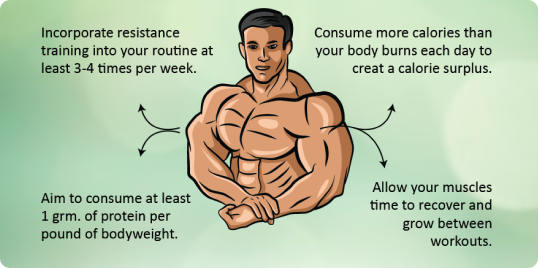 Incorporate resistance
training into your routine at
least 3-4 times per week.
Consume more calories than
your body burns each day to
creat a calorie surplus.
Aim to consume at least
1 grm. of protein per
pound of bodyweight.
Allow your muscles
time to recover and
grow between
workouts.